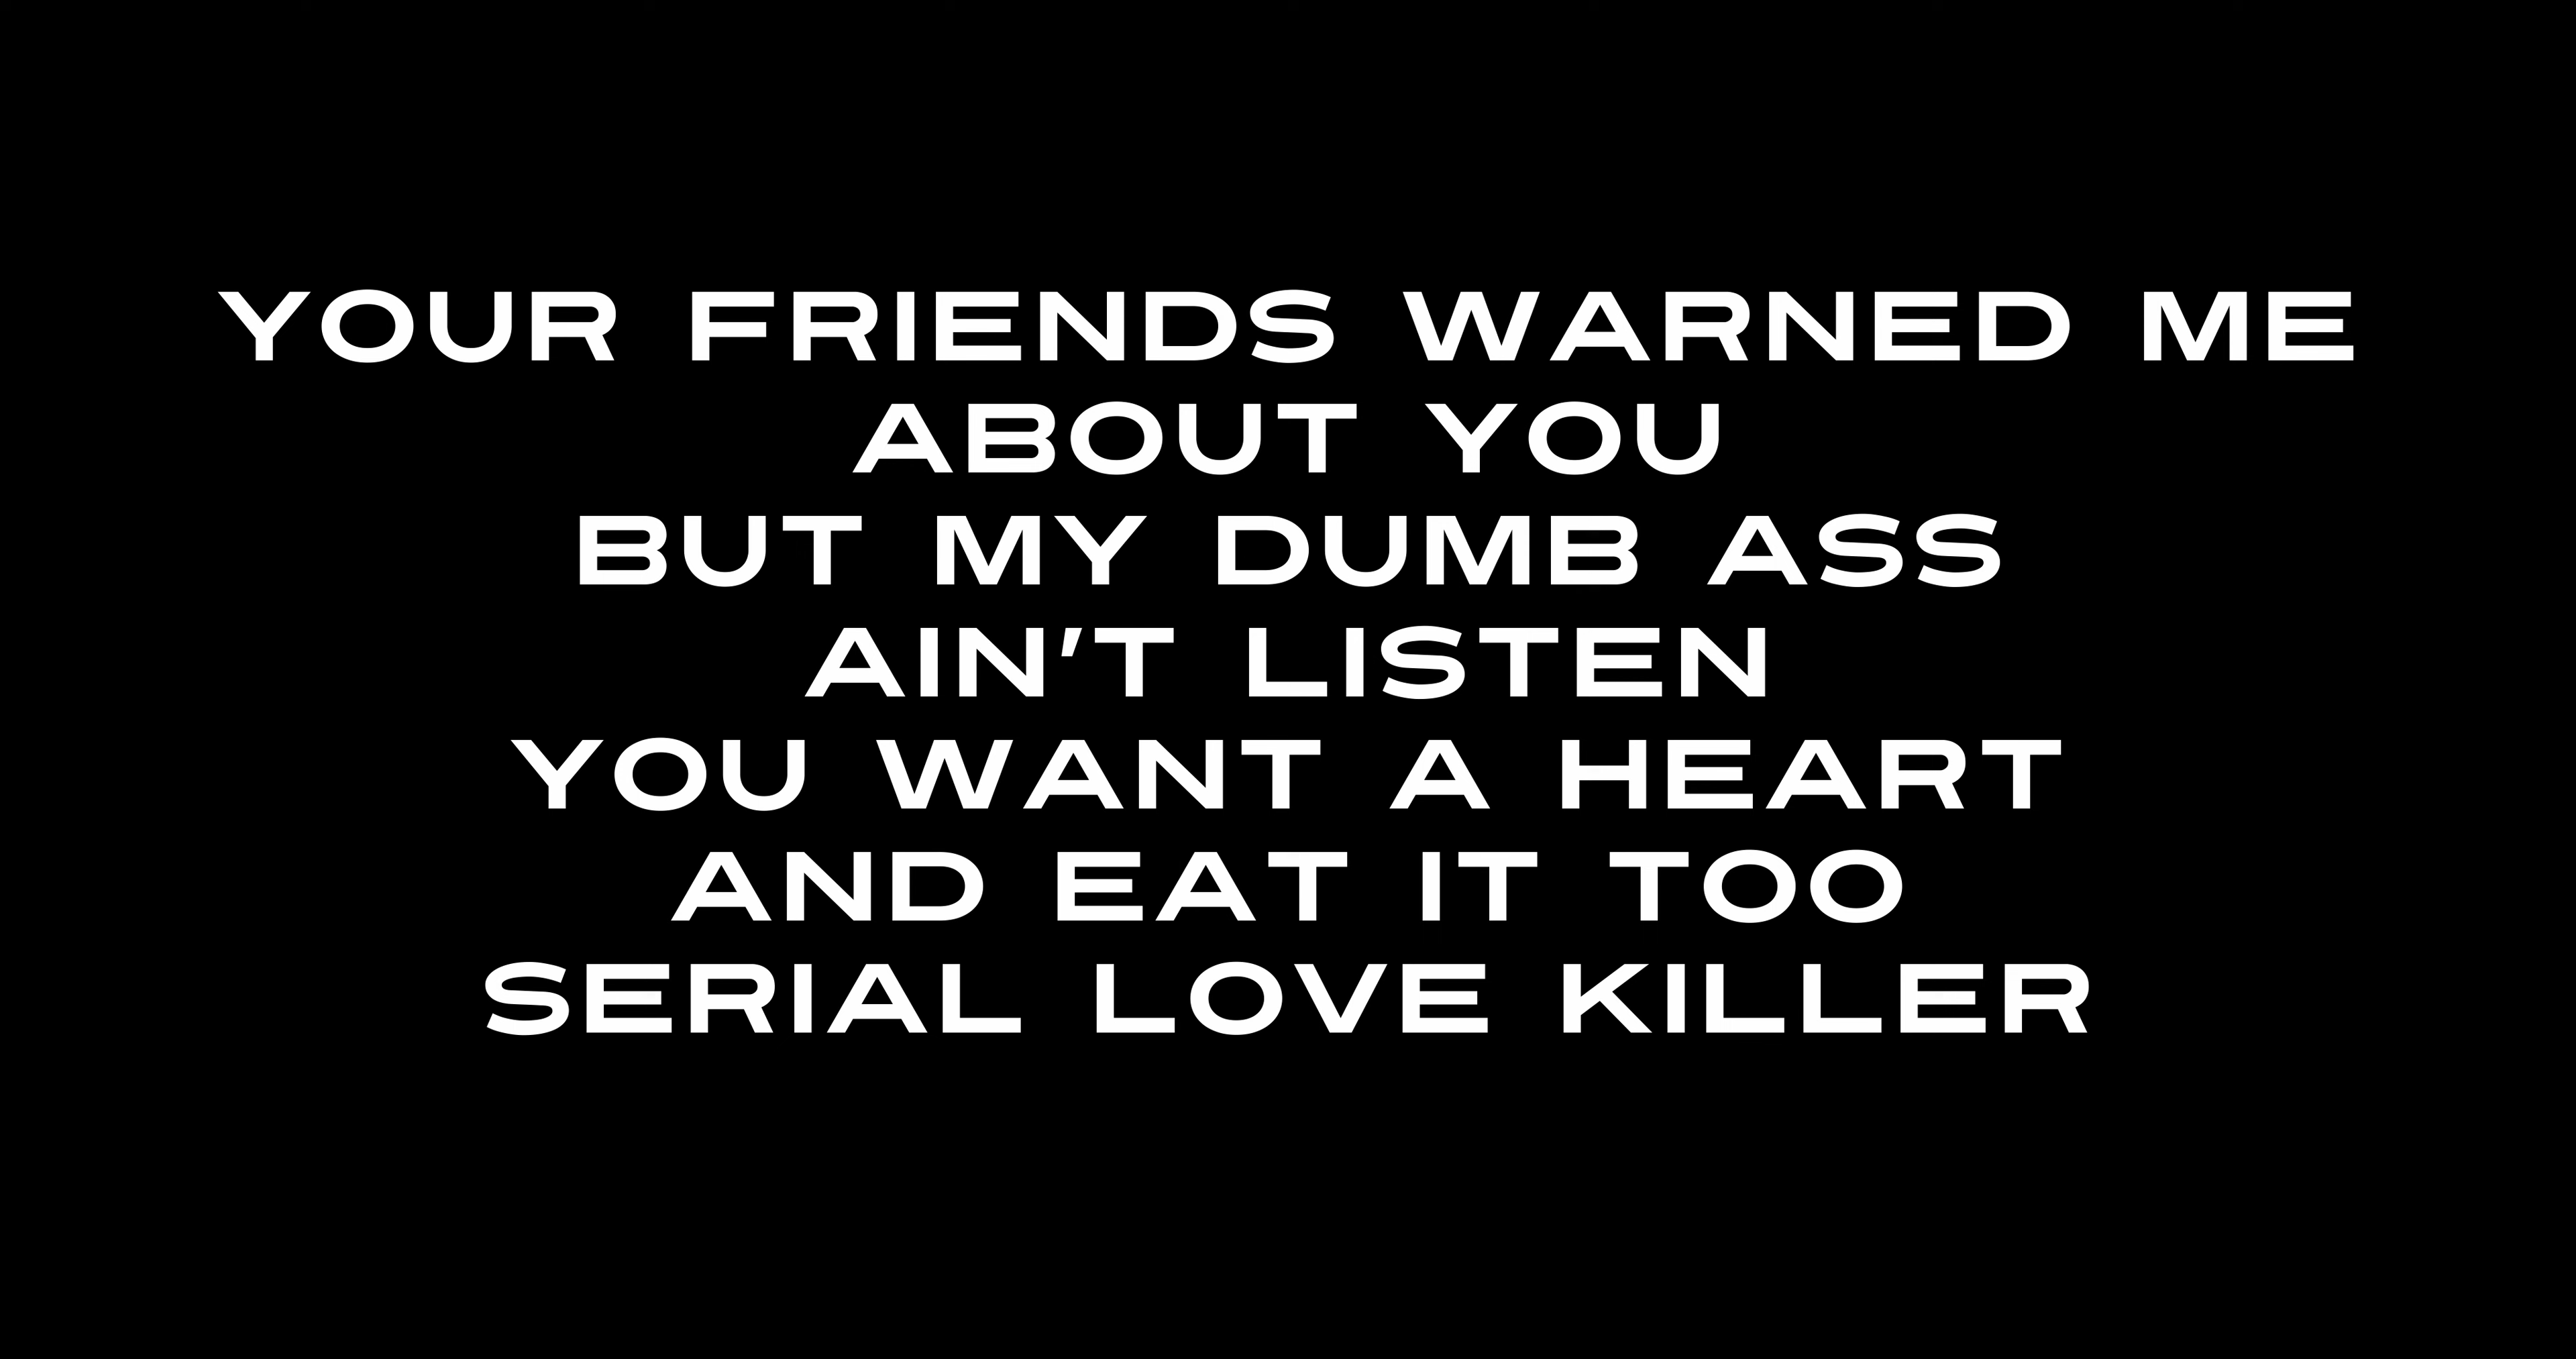 YOUR FRIENDS WARNED ME
ABOUT YOU
BUT MY DUMB ASS
AIN'T LISTEN
YOU WANT A HEART
AND EAT IT TOO
SERIAL LOVE KILLER